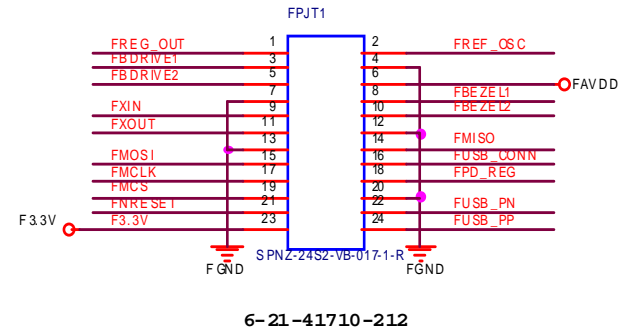 FPJT1
FREG_OUT 1 2 FREF_OSC
FBDRIVE1 3 4
FBDRIVE2 5 6 FAVDD
7 8 FBEZEL1
FXIN 9 10 FBEZEL2
FXOUT 11 12
13 14 FMISO
FMOSI 15 16 FUSB_CONN
FMCLK 17 18 FPD_REG
FMCS 19 20
FNRESET 21 22 FUSB_PN
F3.3V F3.3V 23 24 FUSB_PP
SPNZ-24S2-VB-017-1-R
FGND FGND
6-21-41710-212